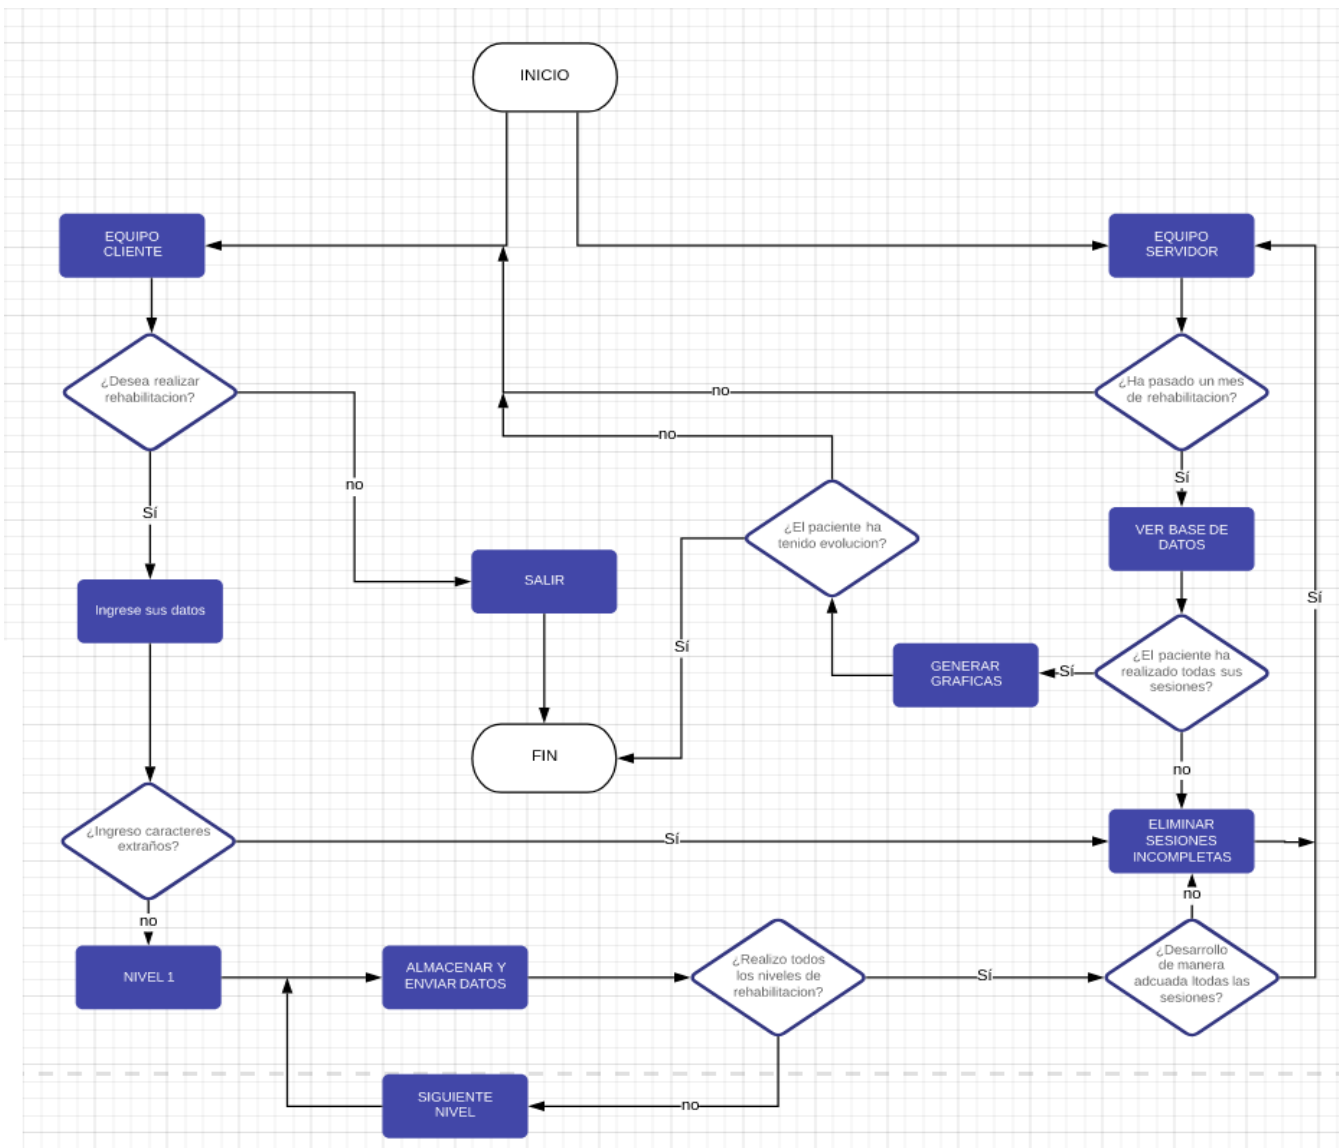 INICIO
EQUIPO
CLIENTE
EQUIPO
SERVIDOR
¿Desea realizar
rehabilitacion?
¿Ha pasado un mes
de rehabilitacion?
no
no
Sí
no
Sí
¿El paciente ha
tenido evolucion?
VER BASE DE
DATOS
SALIR
Ingrese sus datos
Sí
Sí
GENERAR
GRAFICAS
Sí
¿El paciente ha
realizado todas sus
sesiones?
FIN
no
¿Ingreso caracteres
extraños?
Sí
ELIMINAR
SESIONES
INCOMPLETAS
no
no
NIVEL 1
ALMACENAR Y
ENVIAR DATOS
¿Realizo todos
los niveles de
rehabilitacion?
Sí
¿Desarrollo
de manera
adcuada ltodas las
sesiones?
SIGUIENTE
NIVEL
no